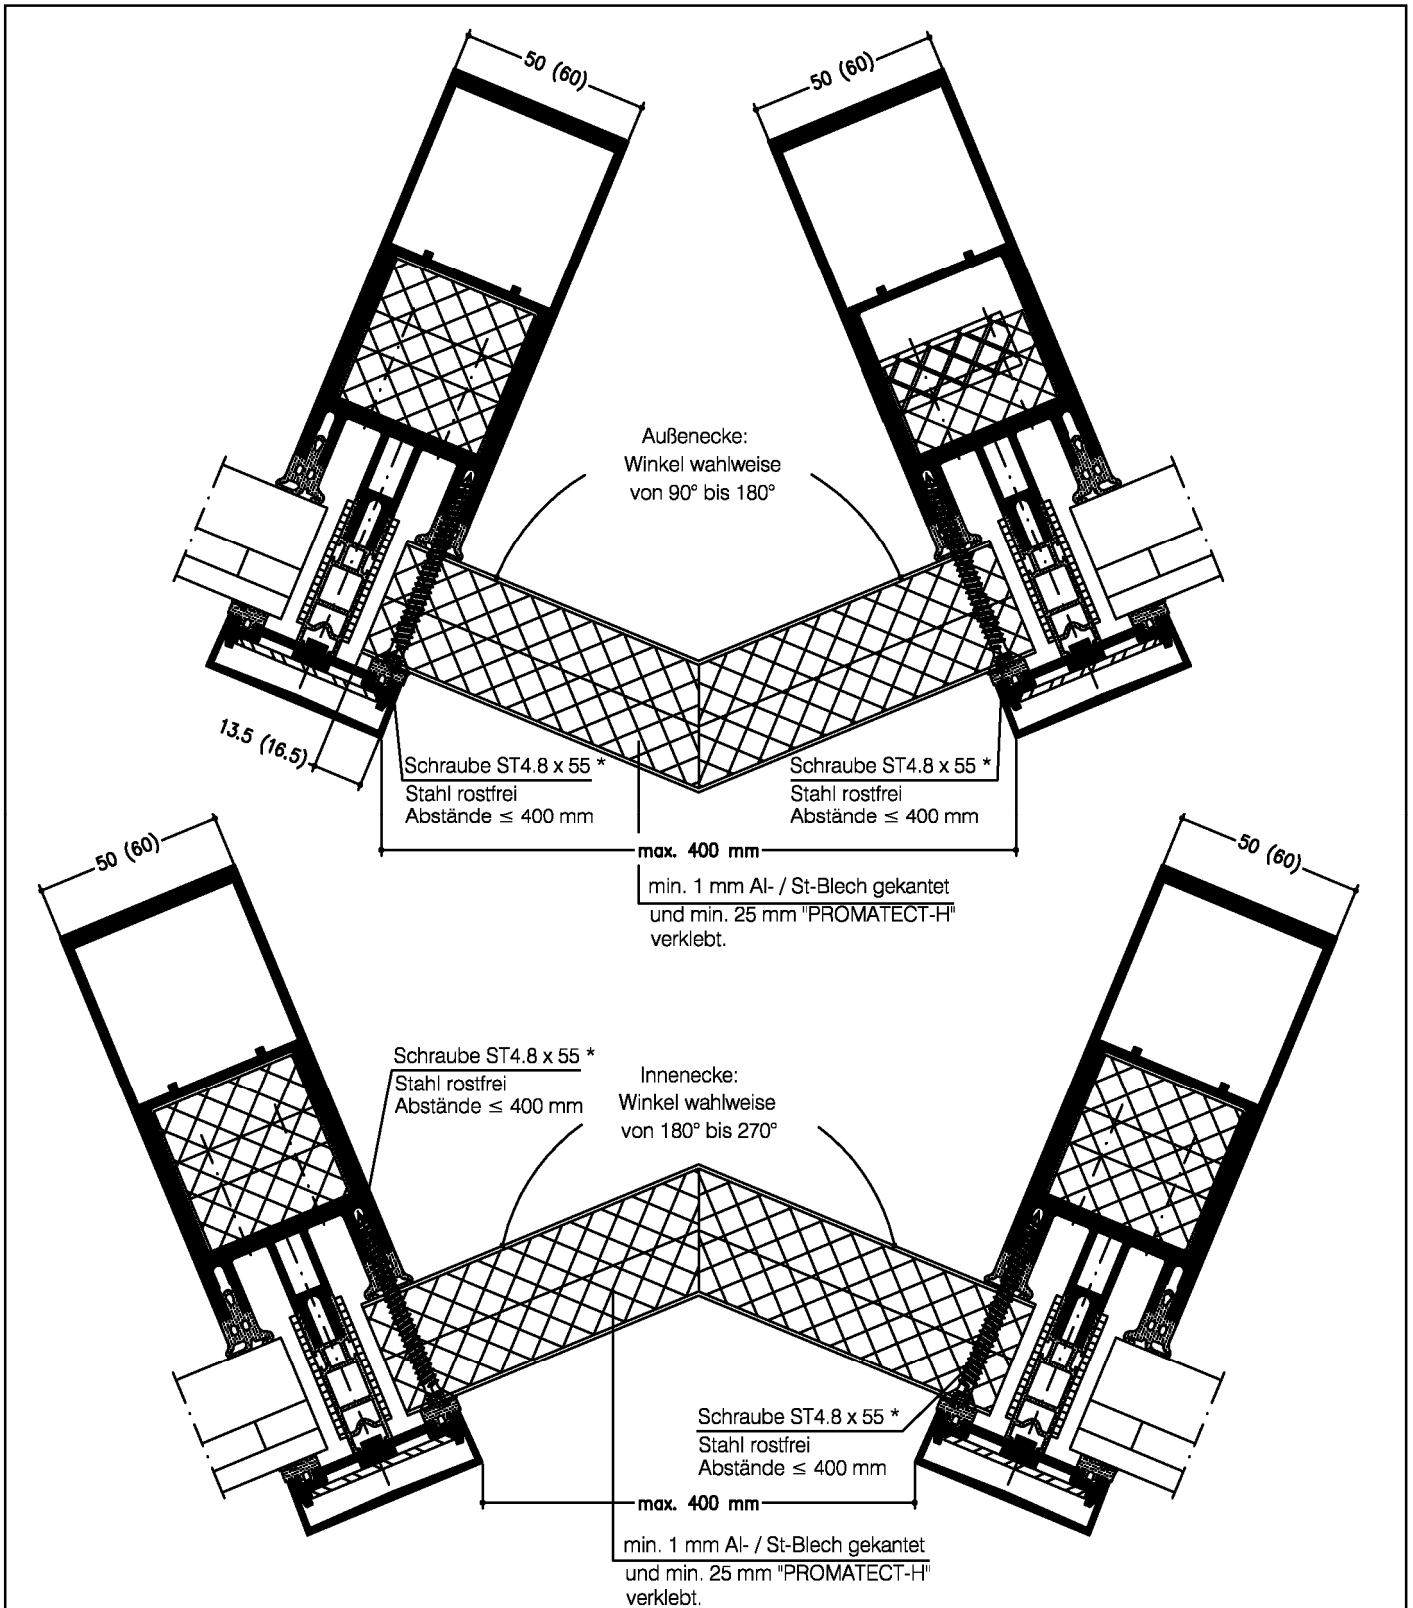 50 (60)
50 (60)
Außenecke:
Winkel wahlweise
von 90° bis 180°
13.5 (16.5)
Schraube ST4.8 x 55 *
Stahl rostfrei
Abstände ≤ 400 mm
Schraube ST4.8 x 55 *
Stahl rostfrei
Abstände ≤ 400 mm
max. 400 mm
min. 1 mm Al- / St-Blech gekantet
und min. 25 mm "PROMATECT-H"
verklebt.
50 (60)
50 (60)
Schraube ST4.8 x 55 *
Stahl rostfrei
Abstände ≤ 400 mm
Innenecke:
Winkel wahlweise
von 180° bis 270°
Schraube ST4.8 x 55 *
Stahl rostfrei
Abstände ≤ 400 mm
max. 400 mm
min. 1 mm Al- / St-Blech gekantet
und min. 25 mm "PROMATECT-H"
verklebt.